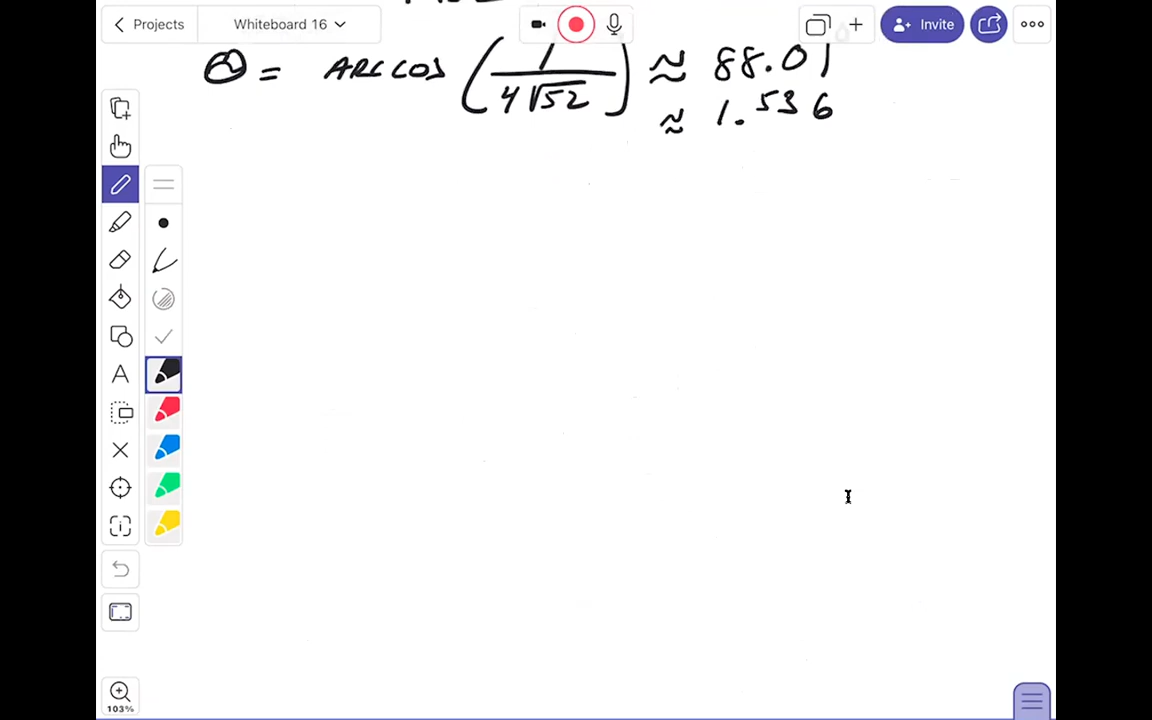 Projects
Whiteboard 16
Invite
θ = ARCCOS (1/(4√52)) ≈ 88.01
≈ 1.536
A
103%